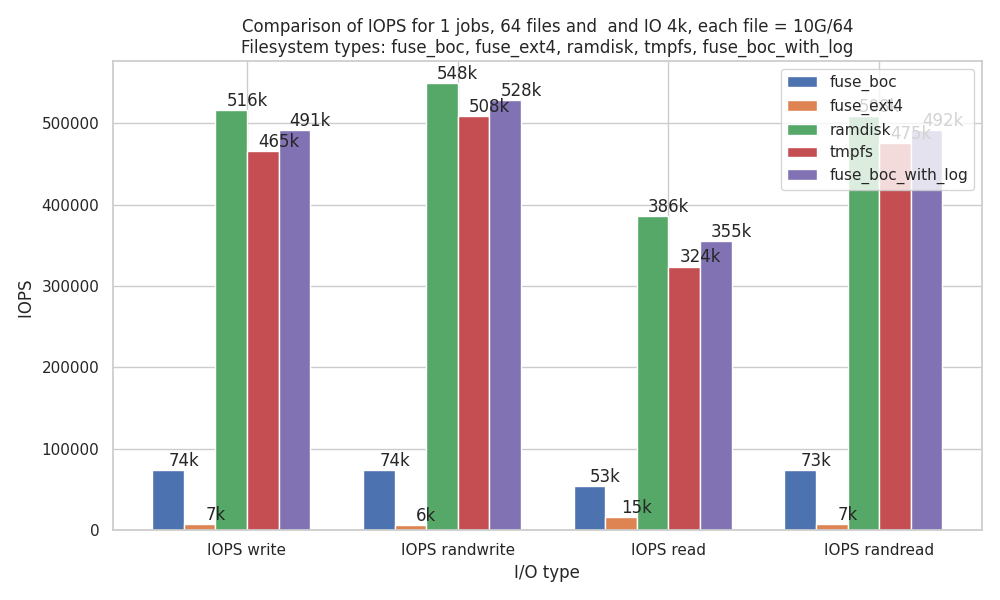 Comparison of IOPS for 1 jobs, 64 files and  and IO 4k, each file = 10G/64
Filesystem types: fuse_boc, fuse_ext4, ramdisk, tmpfs, fuse_boc_with_log
IOPS
500000
400000
300000
200000
100000
0
74k
7k
516k
465k
491k
74k
6k
548k
508k
528k
53k
15k
386k
324k
355k
73k
7k
475k
492k
fuse_boc
fuse_ext4
ramdisk
tmpfs
fuse_boc_with_log
IOPS write
IOPS randwrite
IOPS read
IOPS randread
I/O type